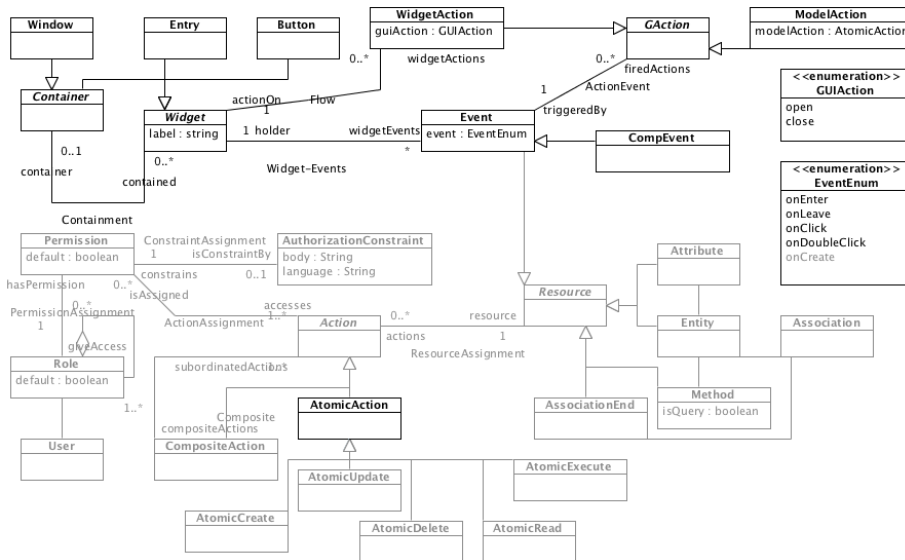 Window
Entry
Button
WidgetAction
guiAction : GUIAction
GAction
ModelAction
modelAction : AtomicAction
0..*
widgetActions
0..*
firedActions
ActionEvent
<<enumeration>>
GUIAction
open
close
Container
actionOn
Flow
1
1
triggeredBy
Widget
label : string
1 holder
widgetEvents
*
Event
event : EventEnum
CompEvent
0..1
container
0..*
contained
Widget-Events
<<enumeration>>
EventEnum
onEnter
onLeave
onClick
onDoubleClick
onCreate
Containment
Permission
default : boolean
ConstraintAssignment
1
isConstraintBy
0..1
constrains
AuthorizationConstraint
body : String
language : String
Attribute
hasPermission
0..*
isAssigned
Resource
PermissionAssignment
0..*
1
giveAccess
ActionAssignment
accesses
1..*
Action
0..*
actions
resource
1
ResourceAssignment
Entity
Association
Role
default : boolean
subordinatedActions
1..*
1..*
AtomicAction
AssociationEnd
Method
isQuery : boolean
Composite
compositeActions
User
CompositeAction
AtomicUpdate
AtomicExecute
AtomicCreate
AtomicDelete
AtomicRead